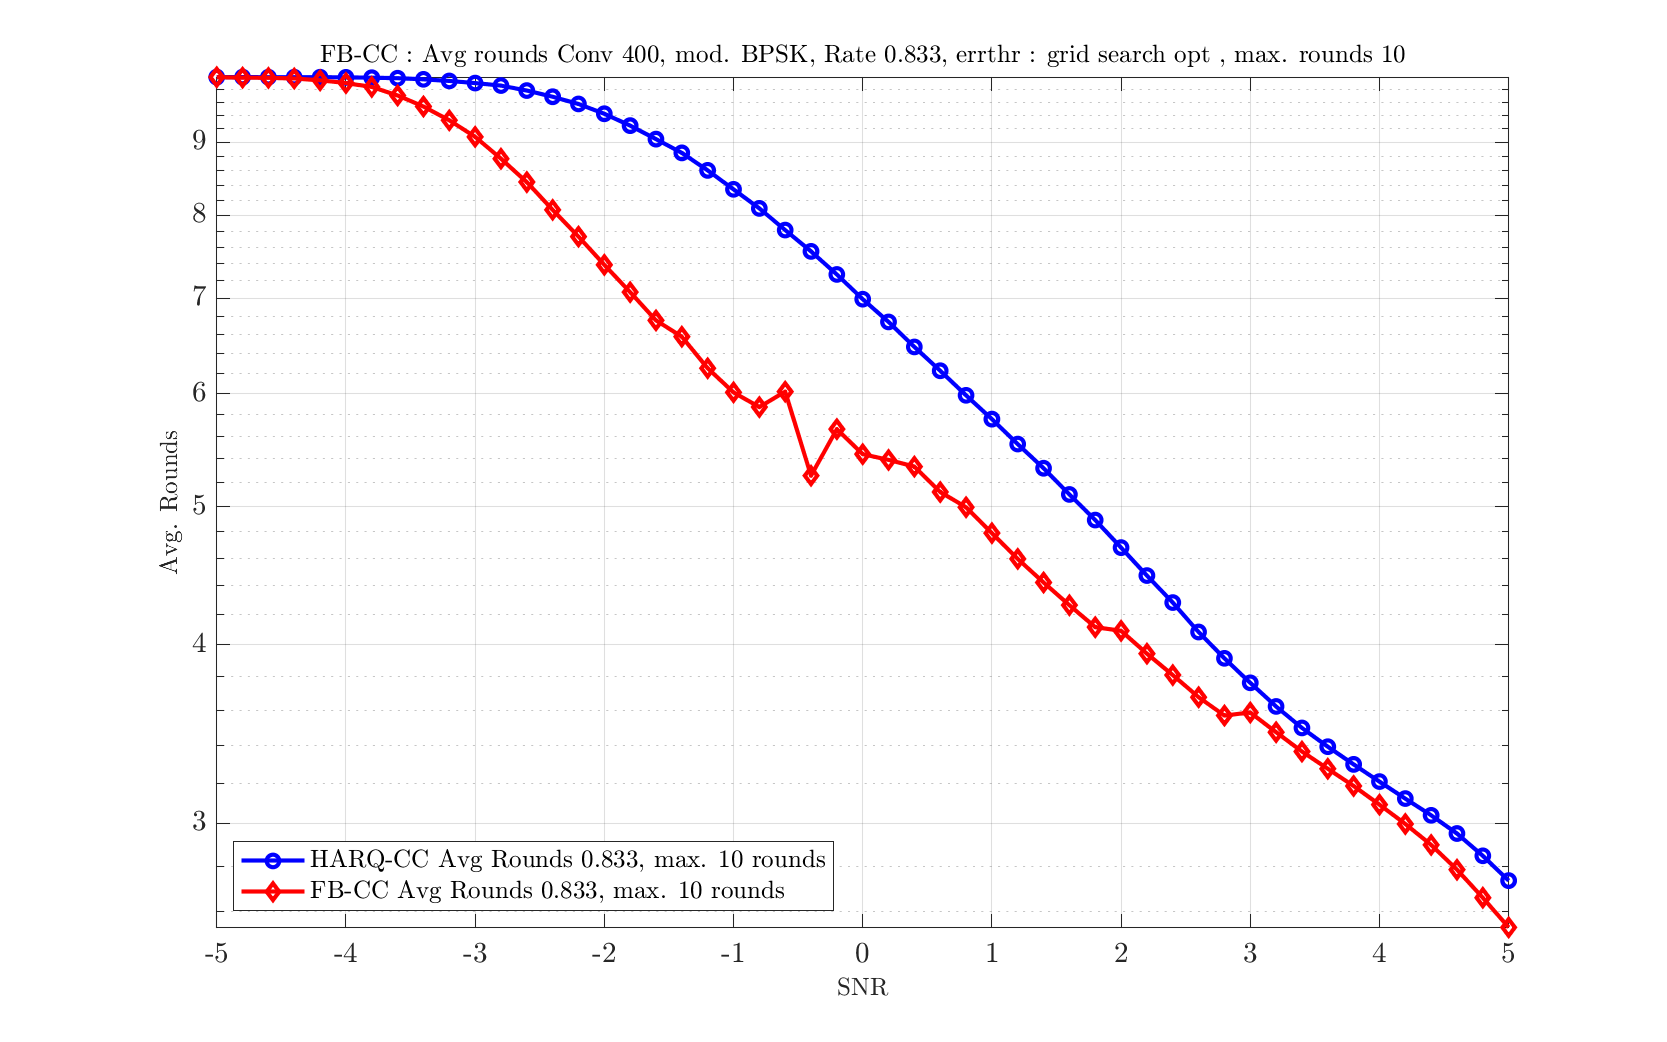 FB-CC : Avg rounds Conv 400, mod. BPSK, Rate 0.833, errthr : grid search opt , max. rounds 10
9
8
7
6
5
4
3
Avg. Rounds
HARQ-CC Avg Rounds 0.833, max. 10 rounds
FB-CC Avg Rounds 0.833, max. 10 rounds
-5 -4 -3 -2 -1 0 1 2 3 4 5
SNR